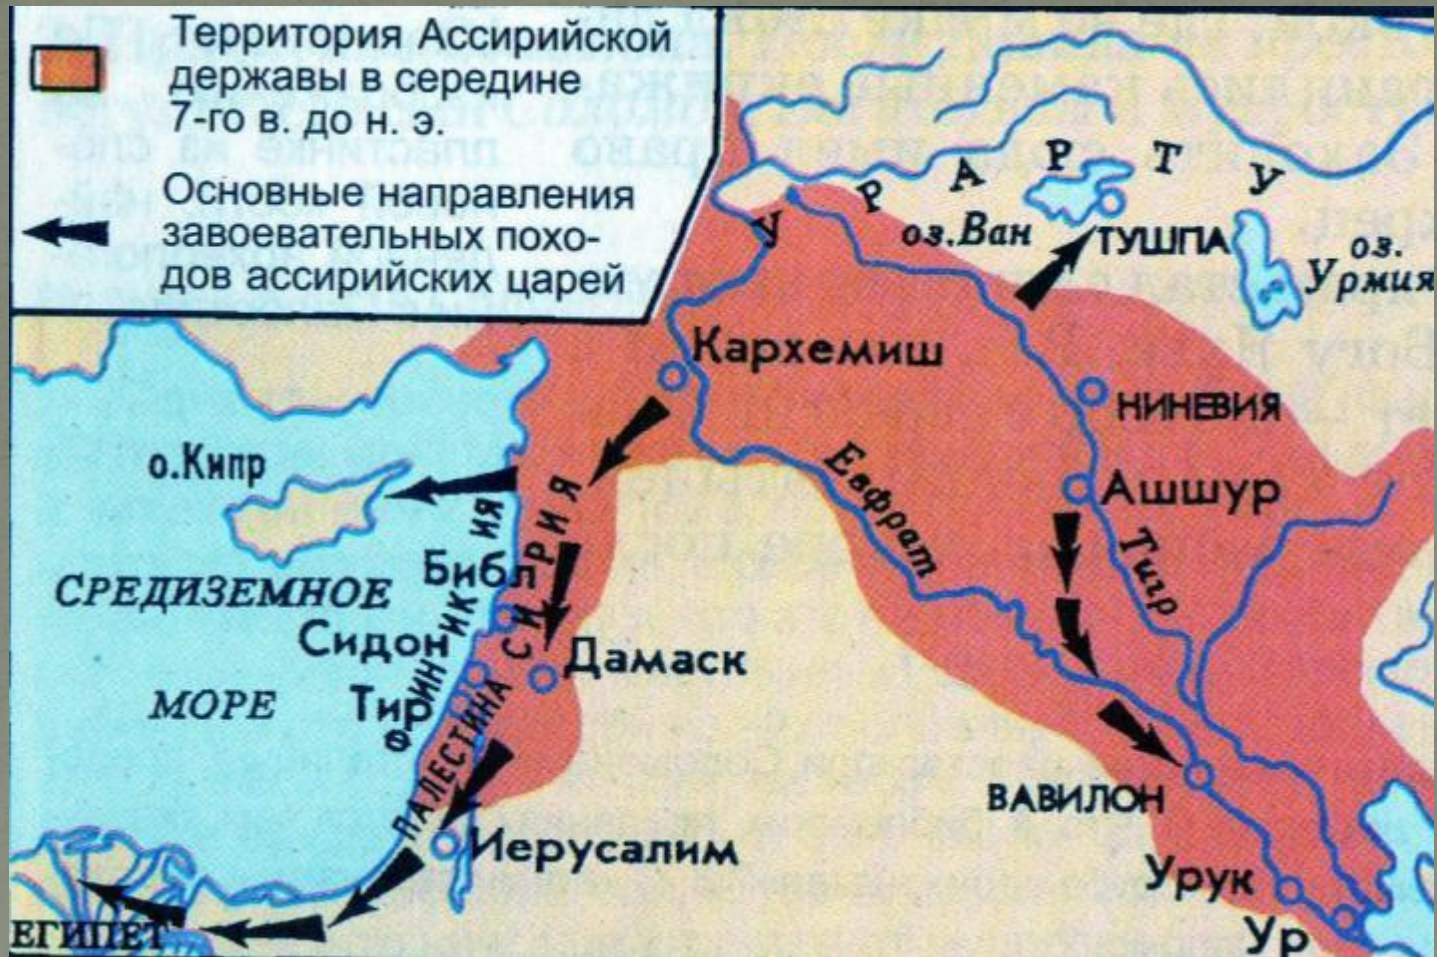 Территория Ассирийской
державы в середине
7-го в. до н. э.
Основные направления
завоевательных похо-
дов ассирийских царей
УРАРТУ
оз.Ван
ТУШПА
оз.
Урмия
Кархемиш
НИНЕВИЯ
о.Кипр
Ашшур
Евфрат
Тигр
СРЕДИЗЕМНОЕ
МОРЕ
Библ
Сидон
Тир
ФИНИКИЯ
СИРИЯ
Дамаск
ПАЛЕСТИНА
Иерусалим
ВАВИЛОН
Урук
Ур
ЕГИПЕТ